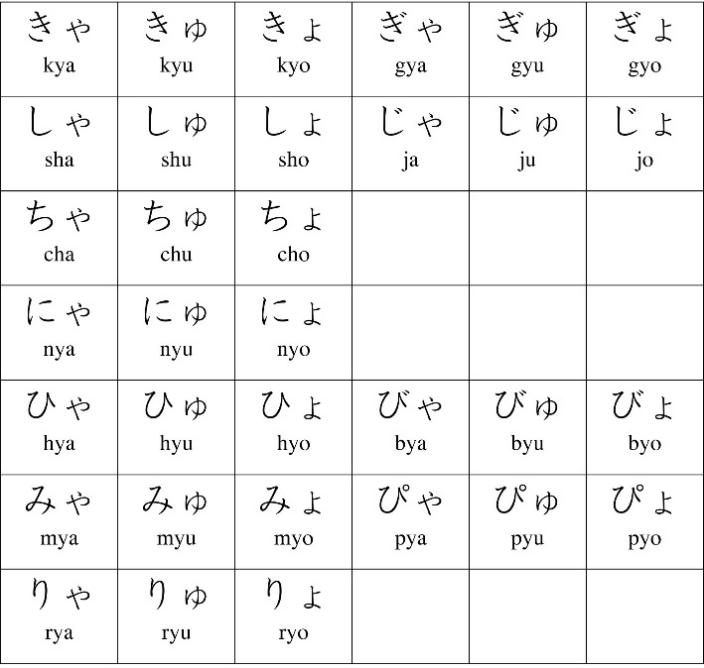 きゃ きゅ きょ ぎゃ ぎゅ ぎょ
kya kyu kyo gya gyu gyo
しゃ しゅ しょ じゃ じゅ じょ
sha shu sho ja ju jo
ちゃ ちゅ ちょ
cha chu cho
にゃ にゅ にょ
nya nyu nyo
ひゃ ひゅ ひょ びゃ びゅ びょ
hya hyu hyo bya byu byo
みゃ みゅ みょ ぴゃ ぴゅ ぴょ
mya myu myo pya pyu pyo
りゃ りゅ りょ
rya ryu ryo